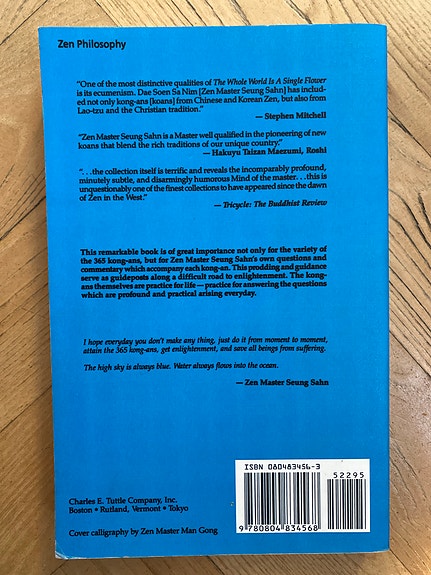 Zen Philosophy
"One of the most distinctive qualities of The Whole World Is A Single Flower
is its ecumenism. Dae Soen Sa Nim [Zen Master Seung Sahn] has includ-
ed not only kong-ans [koans] from Chinese and Korean Zen, but also from
Lao-tzu and the Christian tradition."
— Stephen Mitchell
"Zen Master Seung Sahn is a Master well qualified in the pioneering of new
koans that blend the rich traditions of our unique country."
— Hakuyu Taizan Maezumi, Roshi
". . .the collection itself is terrific and reveals the incomparably profound,
minutely subtle, and disarmingly humorous Mind of the master. . .this is
unquestionably one of the finest collections to have appeared since the dawn
of Zen in the West."
— Tricycle: The Buddhist Review
This remarkable book is of great importance not only for the variety of
the 365 kong-ans, but for Zen Master Seung Sahn's own questions and
commentary which accompany each kong-an. This prodding and guidance
serve as guideposts along a difficult road to enlightenment. The kong-
ans themselves are practice for life—practice for answering the questions
which are profound and practical arising everyday.
I hope everyday you don't make any thing, just do it from moment to moment,
attain the 365 kong-ans, get enlightenment, and save all beings from suffering.
The high sky is always blue. Water always flows into the ocean.
— Zen Master Seung Sahn
ISBN 080483456-3
52295
9 780804 834568
Charles E. Tuttle Company, Inc.
Boston • Rutland, Vermont • Tokyo
Cover calligraphy by Zen Master Man Gong